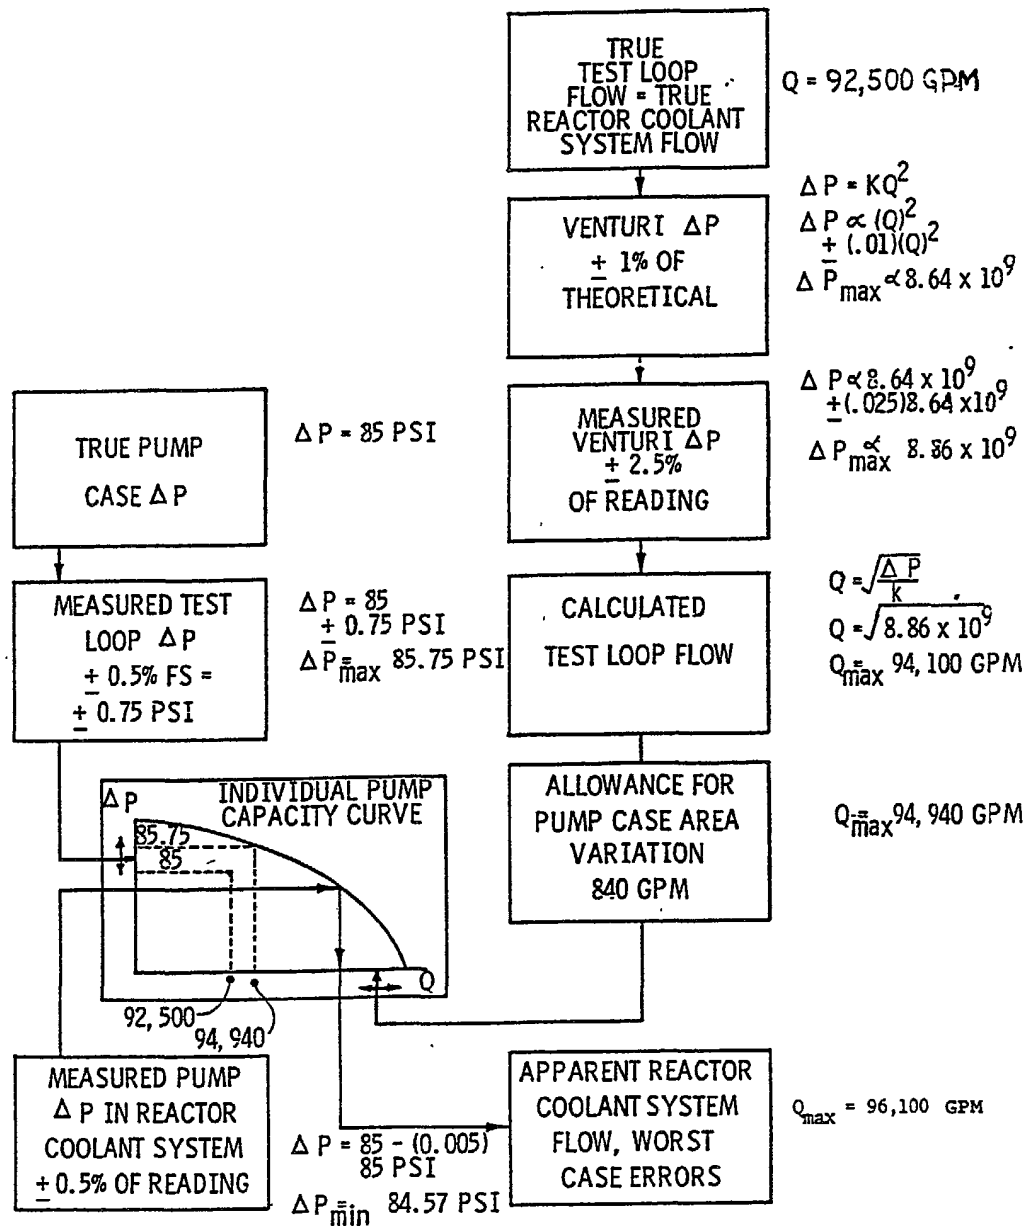 TRUE
TEST LOOP
FLOW = TRUE
REACTOR COOLANT
SYSTEM FLOW
Q = 92,500 GPM
VENTURI ΔP
± 1% OF
THEORETICAL
ΔP = KQ²
ΔP ∝ (Q)²
± (.01)(Q)²
ΔP max ∝ 8.64 x 10⁹
MEASURED
VENTURI ΔP
± 2.5%
OF READING
ΔP ∝ 8.64 x 10⁹
± (.025)8.64 x10⁹
ΔP max ∝ 8.86 x 10⁹
TRUE PUMP
CASE ΔP
ΔP = 85 PSI
MEASURED TEST
LOOP ΔP
± 0.5% FS =
± 0.75 PSI
ΔP = 85
± 0.75 PSI
ΔP max = 85.75 PSI
CALCULATED
TEST LOOP FLOW
Q = √ΔP/k
Q = √8.86 x 10⁹
Q max = 94,100 GPM
ALLOWANCE FOR
PUMP CASE AREA
VARIATION
840 GPM
Q max = 94,940 GPM
INDIVIDUAL PUMP
CAPACITY CURVE
ΔP
85.75
85
Q
92,500
94,940
MEASURED PUMP
ΔP IN REACTOR
COOLANT SYSTEM
± 0.5% OF READING
ΔP = 85 - (0.005)
85 PSI
ΔP min = 84.57 PSI
APPARENT REACTOR
COOLANT SYSTEM
FLOW, WORST
CASE ERRORS
Qmax = 96,100 GPM